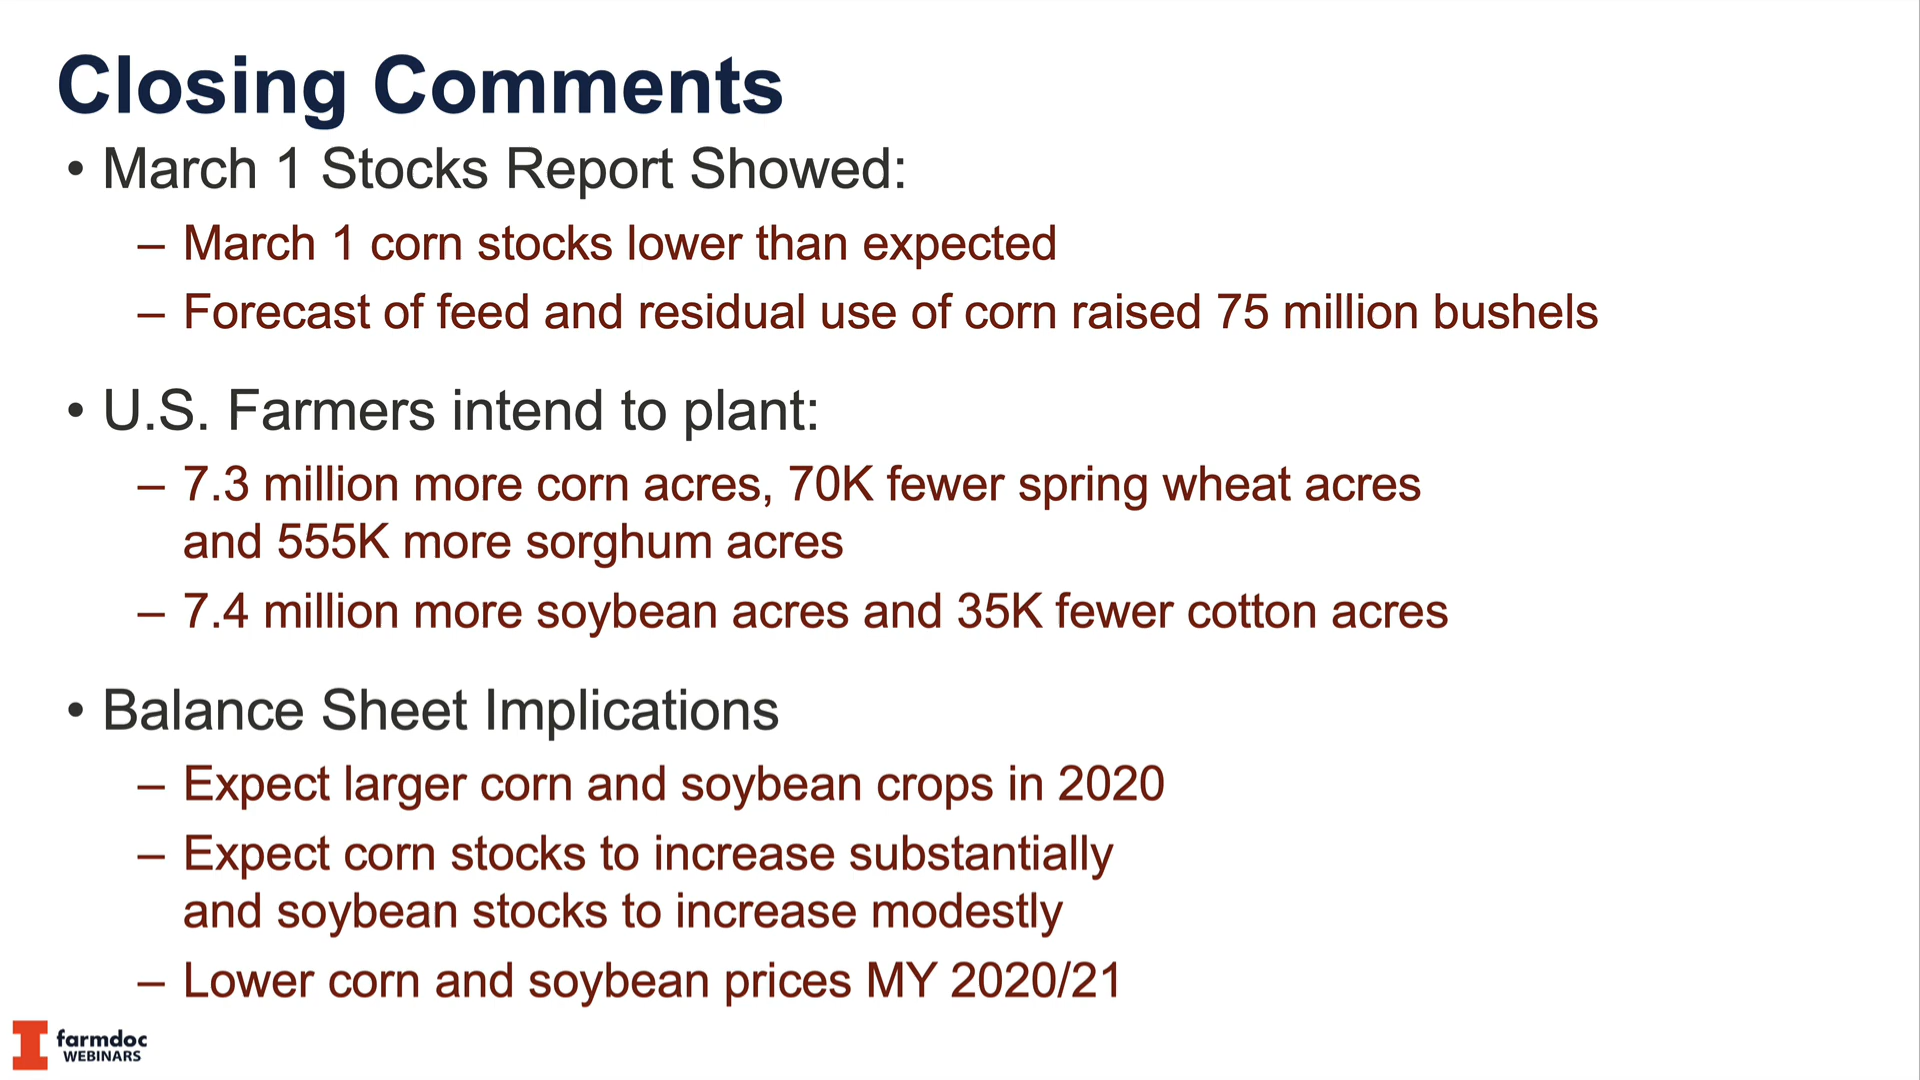 Closing Comments
• March 1 Stocks Report Showed:
– March 1 corn stocks lower than expected
– Forecast of feed and residual use of corn raised 75 million bushels
• U.S. Farmers intend to plant:
– 7.3 million more corn acres, 70K fewer spring wheat acres
and 555K more sorghum acres
– 7.4 million more soybean acres and 35K fewer cotton acres
• Balance Sheet Implications
– Expect larger corn and soybean crops in 2020
– Expect corn stocks to increase substantially
and soybean stocks to increase modestly
– Lower corn and soybean prices MY 2020/21
farmdoc
WEBINARS